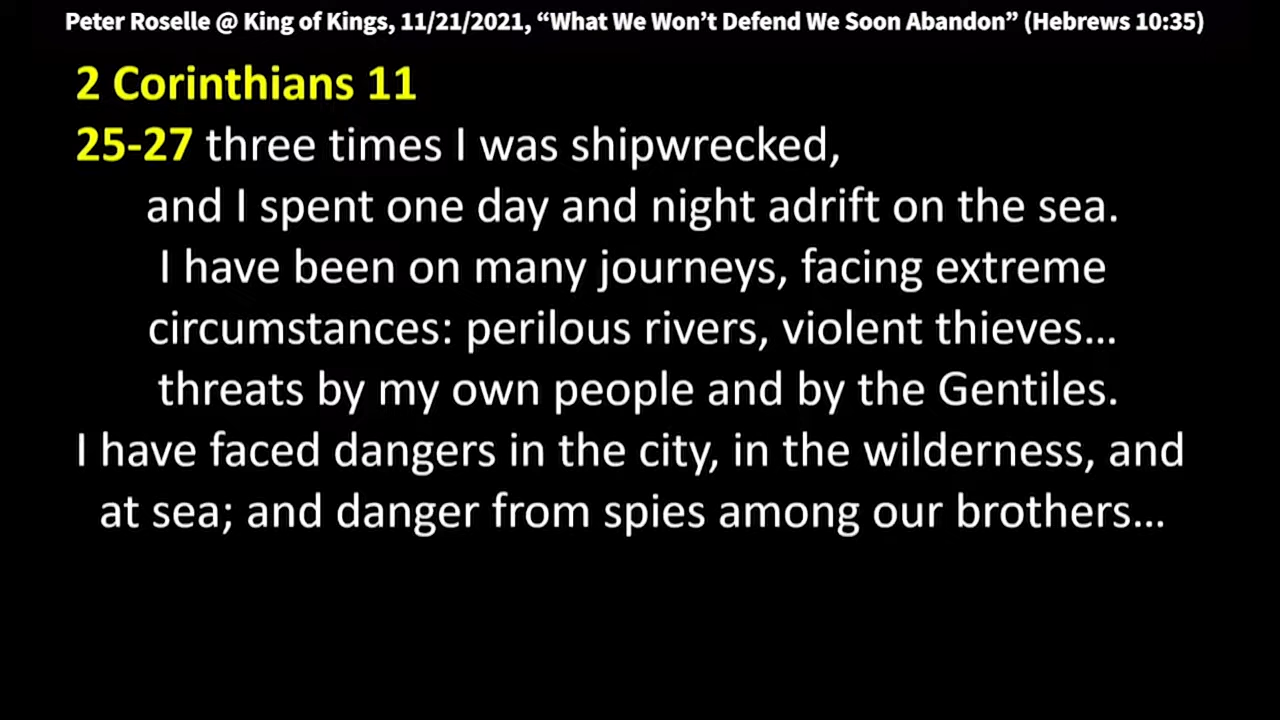 Peter Roselle @ King of Kings, 11/21/2021, “What We Won’t Defend We Soon Abandon” (Hebrews 10:35)
2 Corinthians 11
25-27 three times I was shipwrecked,
and I spent one day and night adrift on the sea.
I have been on many journeys, facing extreme
circumstances: perilous rivers, violent thieves…
threats by my own people and by the Gentiles.
I have faced dangers in the city, in the wilderness, and
at sea; and danger from spies among our brothers…